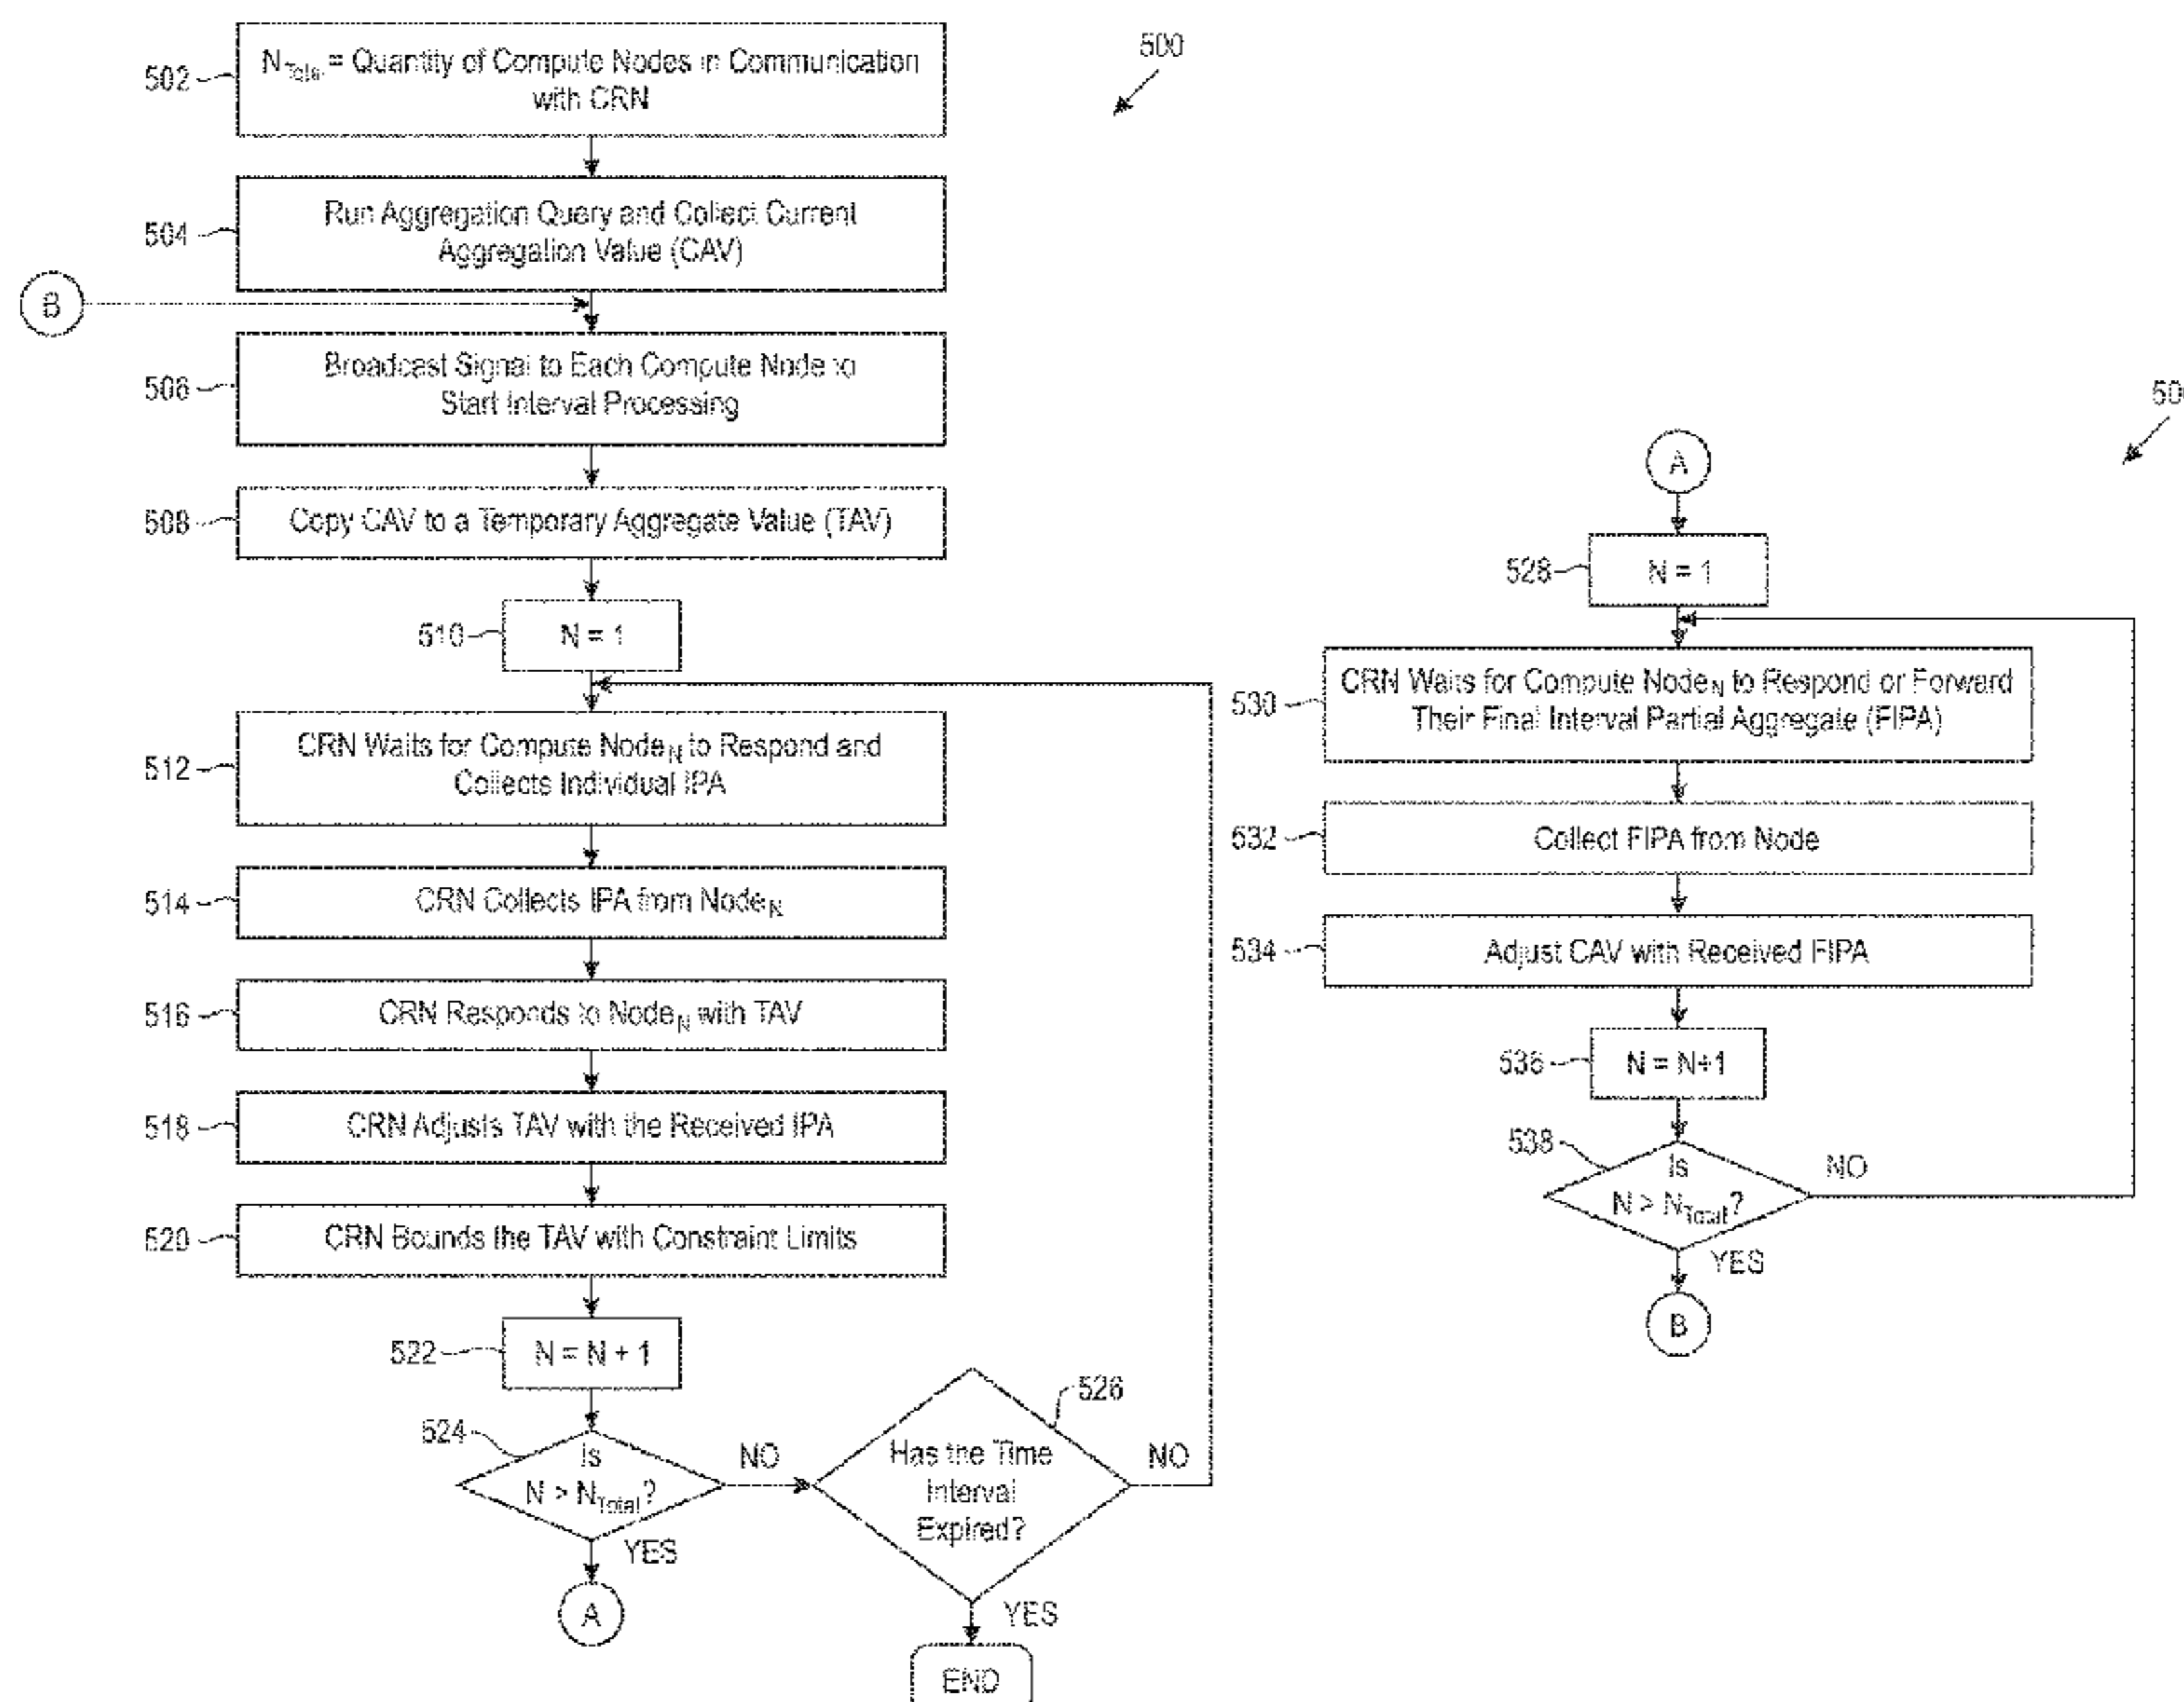 500
502
N_Total = Quantity of Compute Nodes in Communication
with CRN
504
Run Aggregation Query and Collect Current
Aggregation Value (CAV)
B
506
Broadcast Signal to Each Compute Node to
Start Interval Processing
508
Copy CAV to a Temporary Aggregate Value (TAV)
510
N = 1
512
CRN Waits for Compute Node_N to Respond and
Collects Individual IPA
514
CRN Collects IPA from Node_N
516
CRN Responds to Node_N with TAV
518
CRN Adjusts TAV with the Received IPA
520
CRN Bounds the TAV with Constraint Limits
522
N = N + 1
524
Is
N > N_Total?
NO
YES
A
526
Has the Time
Interval
Expired?
NO
YES
END
50
A
528
N = 1
530
CRN Waits for Compute Node_N to Respond or Forward
Their Final Interval Partial Aggregate (FIPA)
532
Collect FIPA from Node
534
Adjust CAV with Received FIPA
536
N = N+1
538
Is
N > N_Total?
NO
YES
B